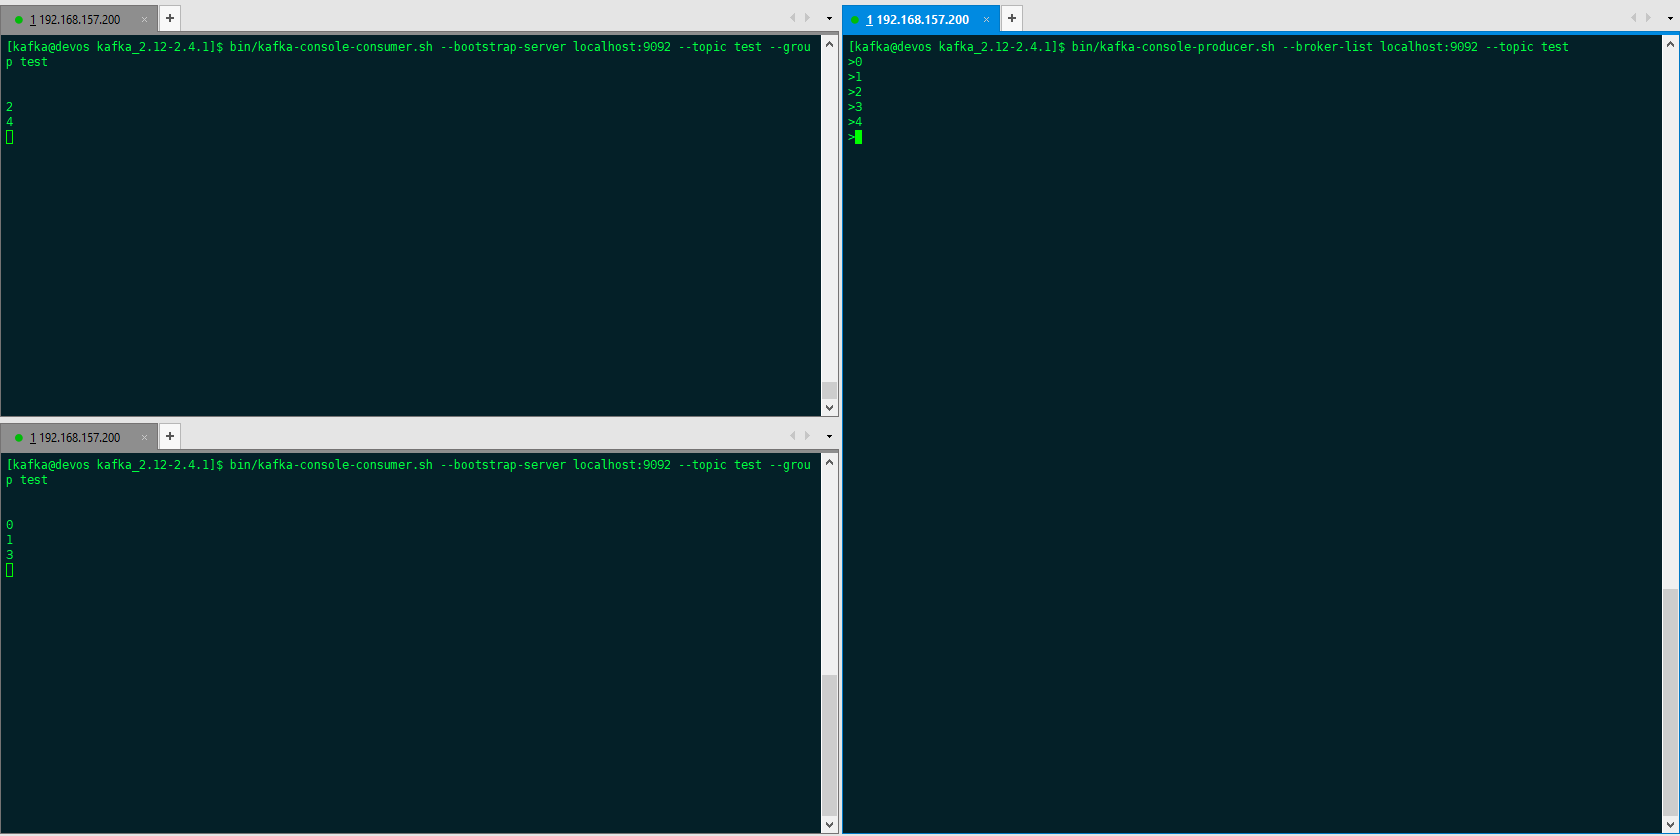 1 192.168.157.200
[kafka@devos kafka_2.12-2.4.1]$ bin/kafka-console-consumer.sh --bootstrap-server localhost:9092 --topic test --grou
p test
2
4
1 192.168.157.200
[kafka@devos kafka_2.12-2.4.1]$ bin/kafka-console-consumer.sh --bootstrap-server localhost:9092 --topic test --grou
p test
0
1
3
1 192.168.157.200
[kafka@devos kafka_2.12-2.4.1]$ bin/kafka-console-producer.sh --broker-list localhost:9092 --topic test
>0
>1
>2
>3
>4
>